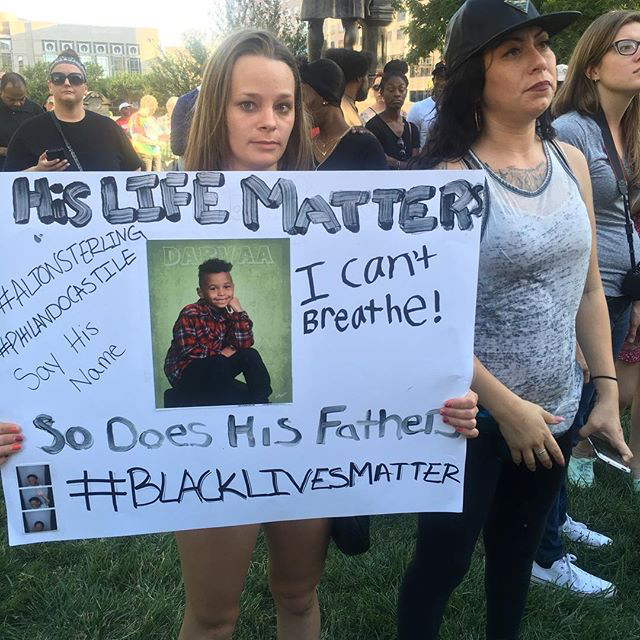 HiS LIFE MATTERS
#ALTONSTERLING
#PHILANDOCASTILE
Say His
Name
DARVAA
I can't
Breathe!
So Does His Fathers
#BLACKLIVESMATTER